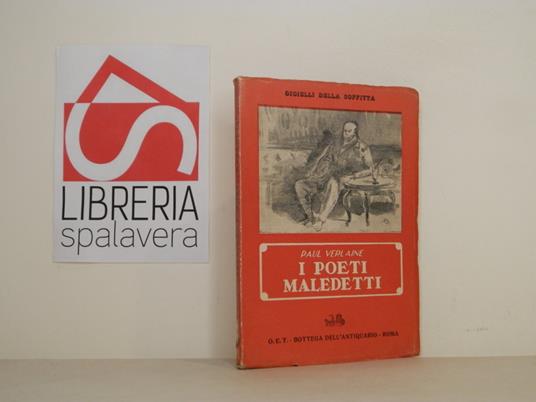 LIBRERIA
spalavera
GIOIELLI DELLA SOFFITTA
PAUL VERLAINE
I POETI
MALEDETTI
O.E.T. - BOTTEGA DELL'ANTIQUARIO - ROMA